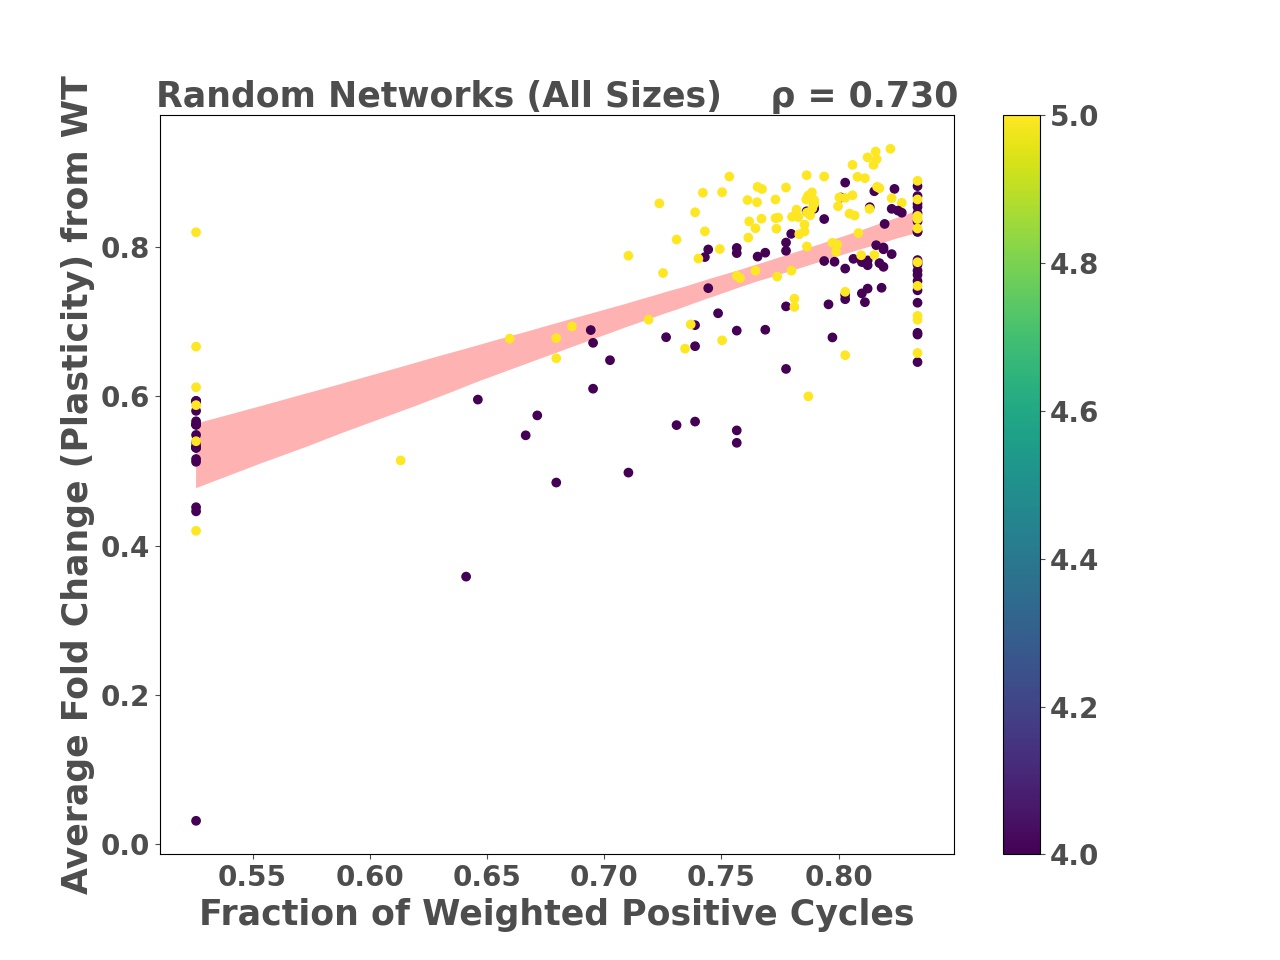 Random Networks (All Sizes) ρ = 0.730
Average Fold Change (Plasticity) from WT
0.8
0.6
0.4
0.2
0.0
0.55 0.60 0.65 0.70 0.75 0.80
Fraction of Weighted Positive Cycles
5.0
4.8
4.6
4.4
4.2
4.0